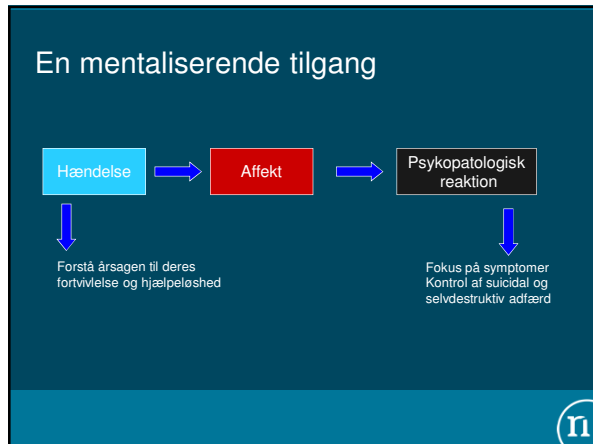 En mentaliserende tilgang
Hændelse
Affekt
Psykopatologisk
reaktion
Forstå årsagen til deres
fortvivlelse og hjælpeløshed
Fokus på symptomer
Kontrol af suicidal og
selvdestruktiv adfærd
n